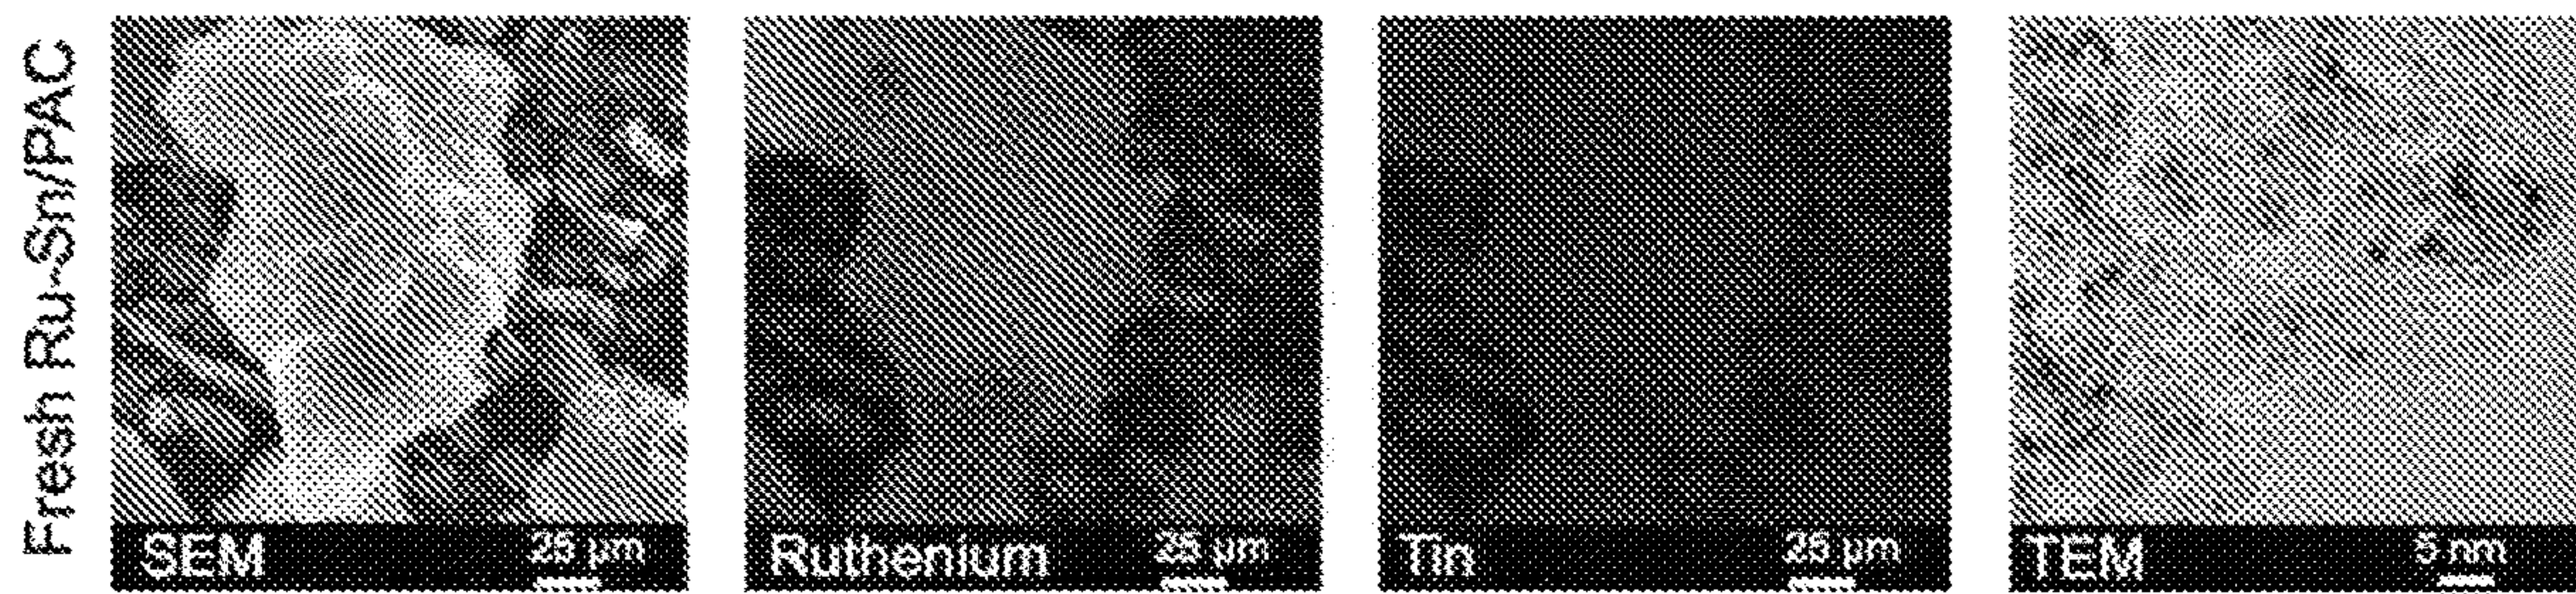 Fresh Ru-Sn/PAC
SEM 25 µm
Ruthenium 25 µm
Tin 25 µm
TEM 5 nm